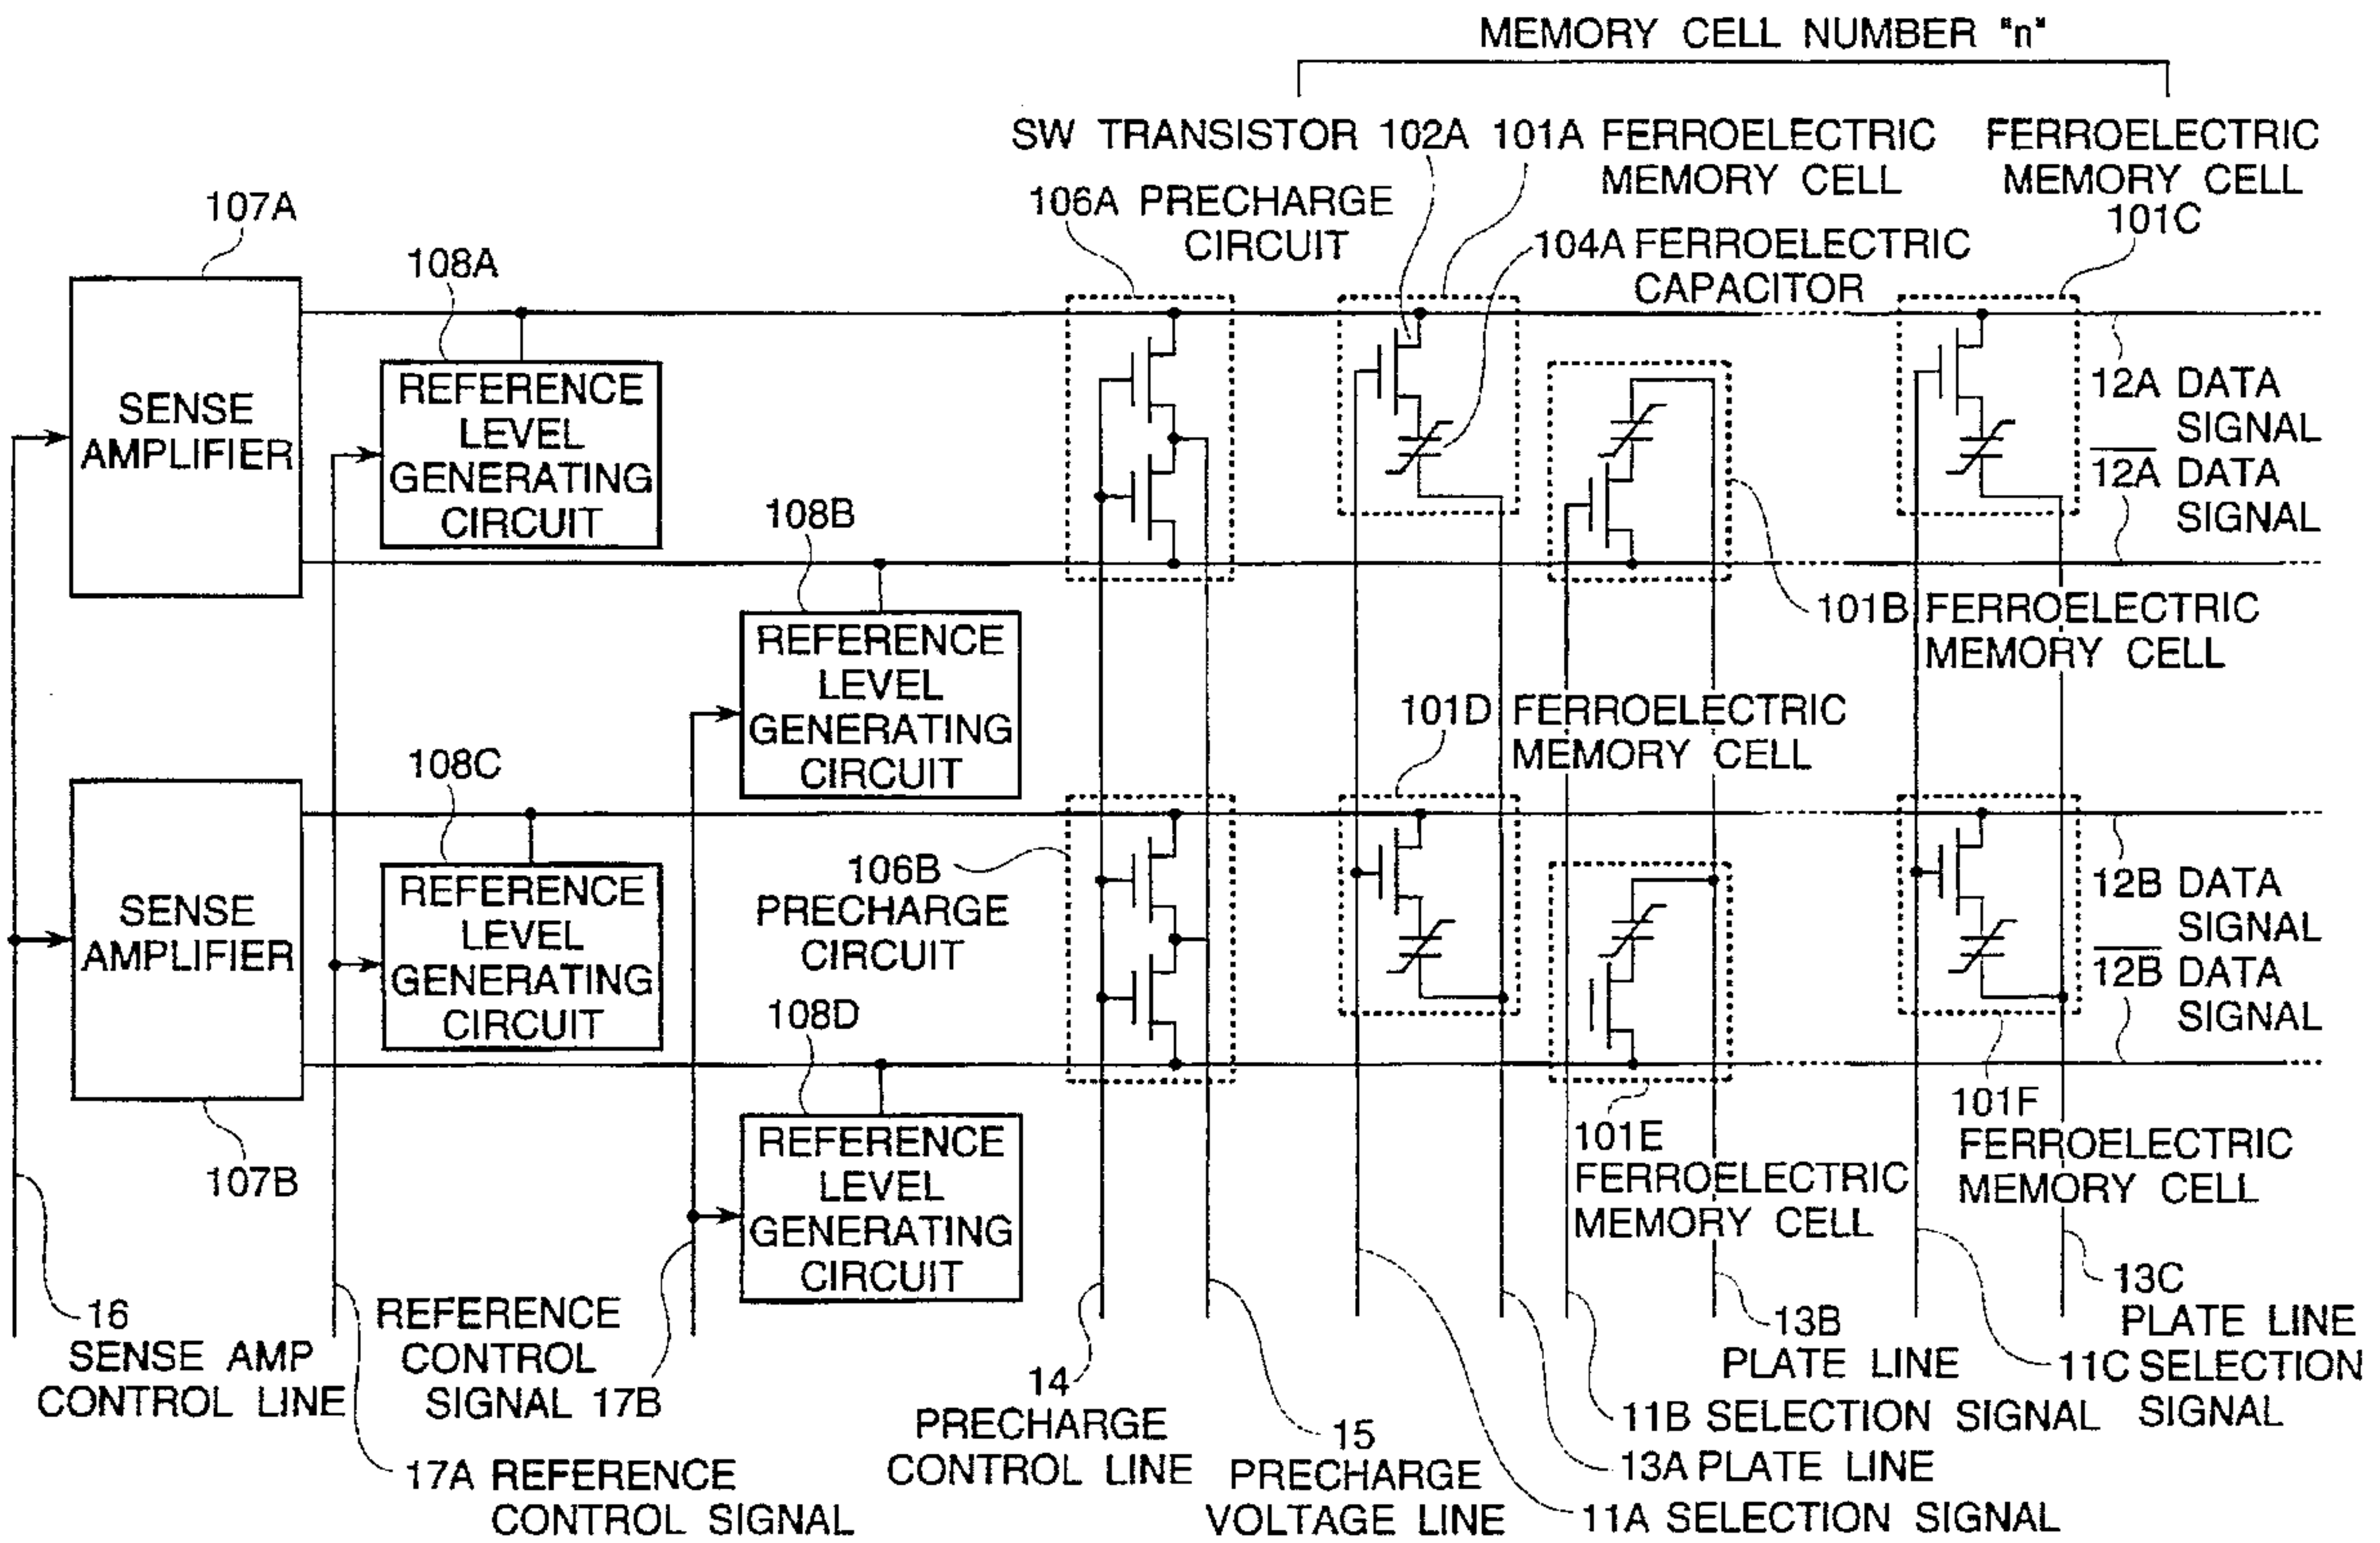 MEMORY CELL NUMBER "n"
SW TRANSISTOR 102A
101A FERROELECTRIC
MEMORY CELL
FERROELECTRIC
MEMORY CELL
101C
106A PRECHARGE
CIRCUIT
104A FERROELECTRIC
CAPACITOR
107A
108A
SENSE
AMPLIFIER
REFERENCE
LEVEL
GENERATING
CIRCUIT
12A DATA
SIGNAL
1̅2̅A̅ DATA
SIGNAL
108B
REFERENCE
LEVEL
GENERATING
CIRCUIT
101B FERROELECTRIC
MEMORY CELL
101D FERROELECTRIC
MEMORY CELL
108C
SENSE
AMPLIFIER
REFERENCE
LEVEL
GENERATING
CIRCUIT
106B
PRECHARGE
CIRCUIT
12B DATA
SIGNAL
1̅2̅B̅ DATA
SIGNAL
108D
REFERENCE
LEVEL
GENERATING
CIRCUIT
107B
101E
FERROELECTRIC
MEMORY CELL
101F
FERROELECTRIC
MEMORY CELL
16
SENSE AMP
CONTROL LINE
REFERENCE
CONTROL
SIGNAL 17B
17A REFERENCE
CONTROL SIGNAL
14
PRECHARGE
CONTROL LINE
15
PRECHARGE
VOLTAGE LINE
13C
PLATE LINE
13B
PLATE LINE
11C SELECTION
SIGNAL
11B SELECTION SIGNAL
13A PLATE LINE
11A SELECTION SIGNAL